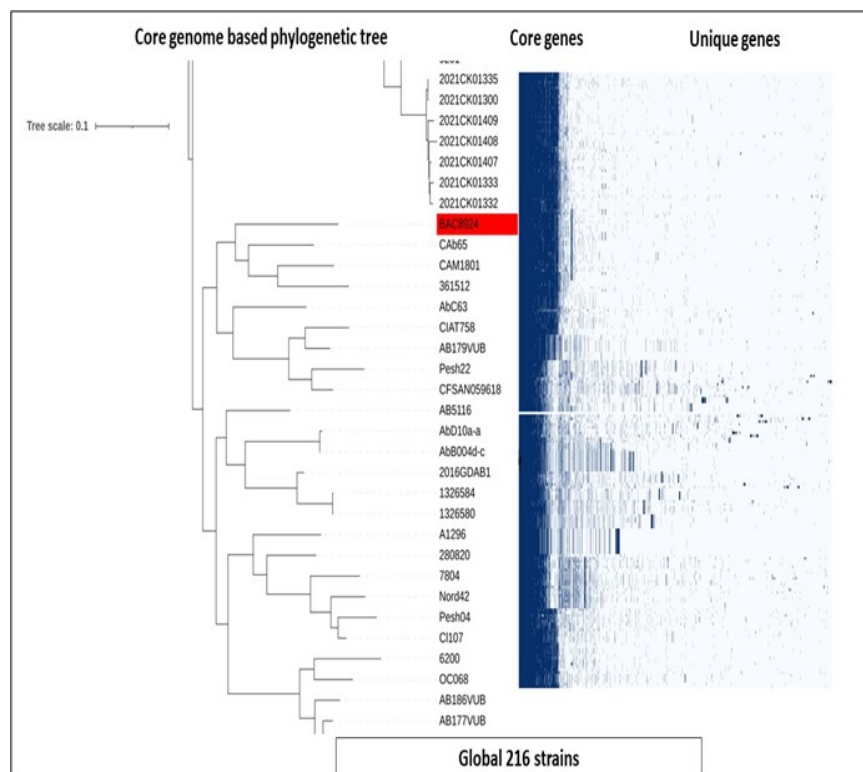 Core genome based phylogenetic tree
Core genes
Unique genes
Tree scale: 0.1
2021CK01335
2021CK01300
2021CK01409
2021CK01408
2021CK01407
2021CK01333
2021CK01332
BAC8924
CAb65
CAM1801
361512
AbC63
CIAT758
AB179VUB
Pesh22
CFSAN059618
AB5116
AbD10a-a
AbB004d-c
2016GDAB1
1326584
1326580
A1296
280820
7804
Nord42
Pesh04
CI107
6200
OC068
AB186VUB
AB177VUB
Global 216 strains